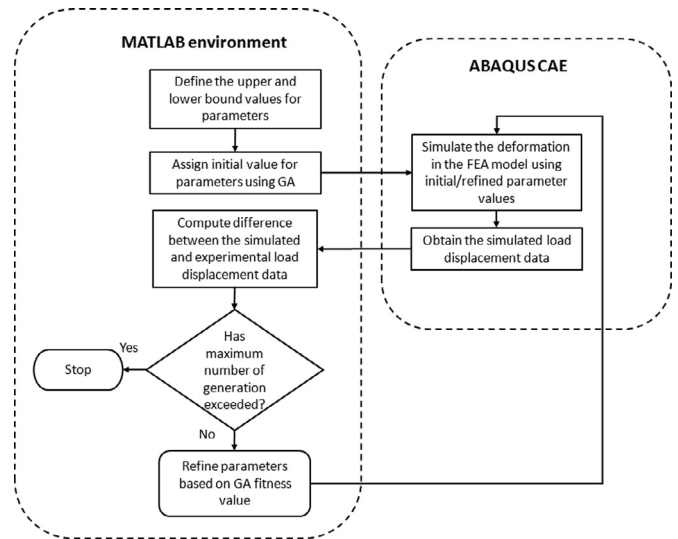 MATLAB environment
Define the upper and
lower bound values for
parameters
Assign initial value for
parameters using GA
Compute difference
between the simulated
and experimental load
displacement data
Has
maximum
number of
generation
exceeded?
Yes
Stop
No
Refine parameters
based on GA fitness
value
ABAQUS CAE
Simulate the deformation
in the FEA model using
initial/refined parameter
values
Obtain the simulated load
displacement data